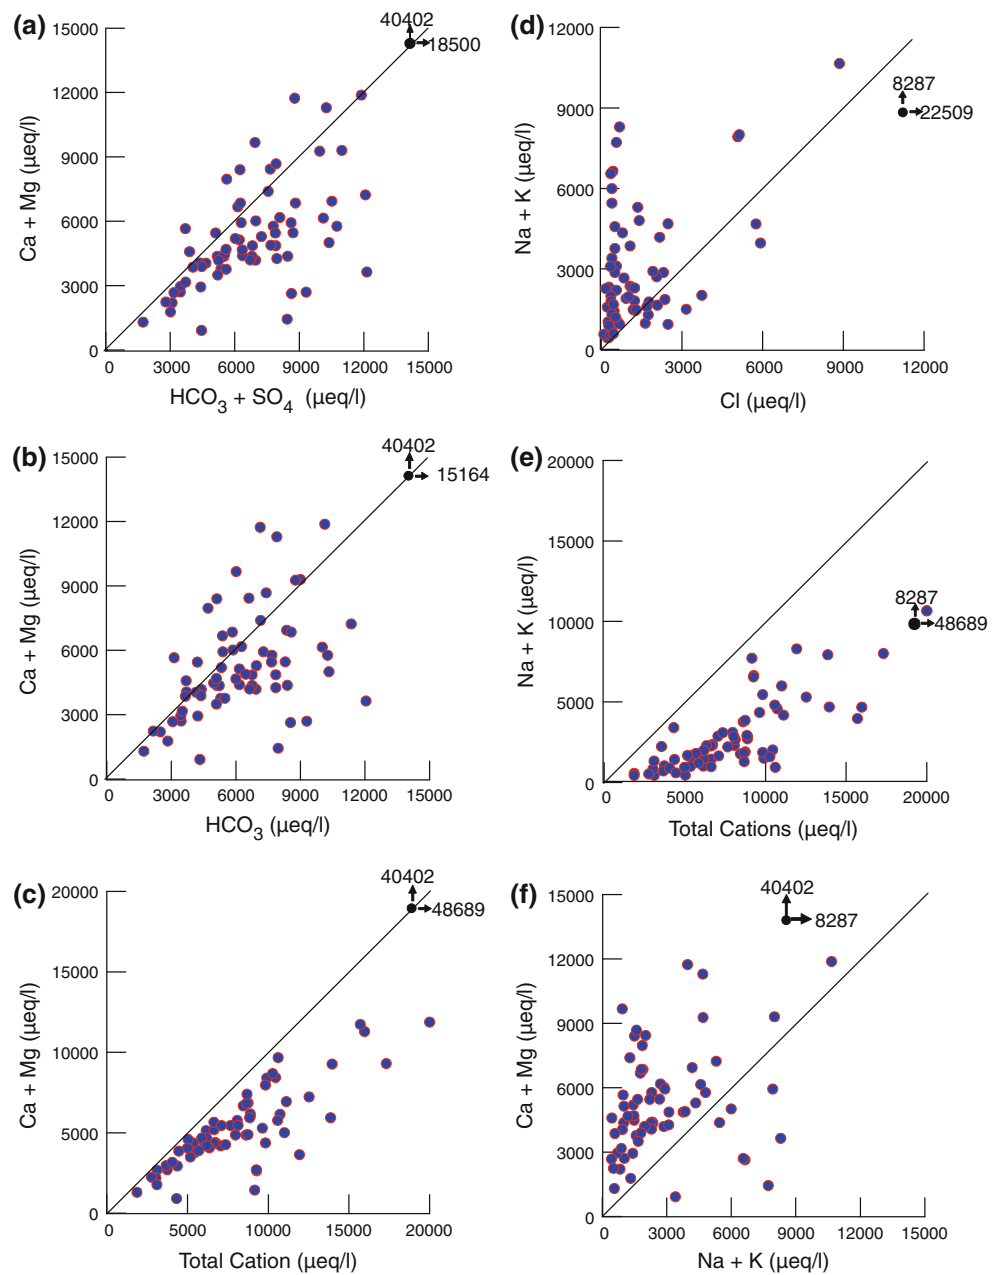 (a)
40402
18500
15000
12000
9000
6000
3000
0
Ca + Mg (µeq/l)
0 3000 6000 9000 12000 15000
HCO3 + SO4 (µeq/l)
(d)
12000
9000
6000
3000
0
Na + K (µeq/l)
8287
22509
0 3000 6000 9000 12000
Cl (µeq/l)
(b)
40402
15164
15000
12000
9000
6000
3000
0
Ca + Mg (µeq/l)
0 3000 6000 9000 12000 15000
HCO3 (µeq/l)
(e)
20000
15000
10000
5000
0
Na + K (µeq/l)
8287
48689
0 5000 10000 15000 20000
Total Cations (µeq/l)
(c)
40402
48689
20000
15000
10000
5000
0
Ca + Mg (µeq/l)
0 5000 10000 15000 20000
Total Cation (µeq/l)
(f)
40402
8287
15000
12000
9000
6000
3000
0
Ca + Mg (µeq/l)
0 3000 6000 9000 12000 15000
Na + K (µeq/l)